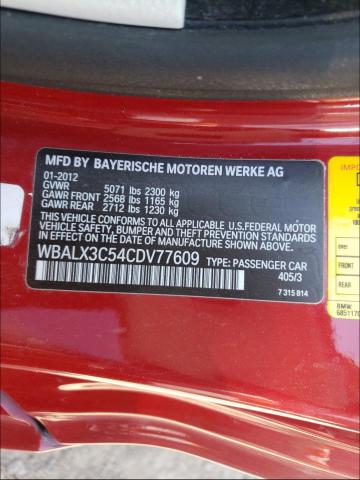 MFD BY BAYERISCHE MOTOREN WERKE AG
01-2012
GVWR 5071 lbs 2300 kg
GAWR FRONT 2568 lbs 1165 kg
GAWR REAR 2712 lbs 1230 kg
THIS VEHICLE CONFORMS TO ALL APPLICABLE U.S.FEDERAL MOTOR
VEHICLE SAFETY, BUMPER, AND THEFT PREVENTION STANDARDS
IN EFFECT ON THE DATE OF MANUFACTURE SHOWN ABOVE.
WBALX3C54CDV77609 TYPE: PASSENGER CAR
405/3
7 315 814
IMPO
BMW
6851170